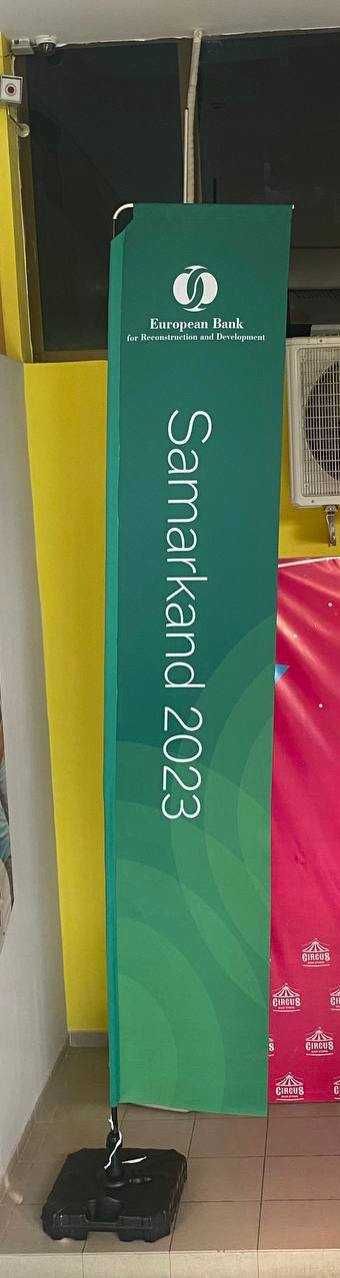 European Bank
for Reconstruction and Development
Samarkand 2023
CIRCUS
CIRCUS
CIRCUS
CIRCUS